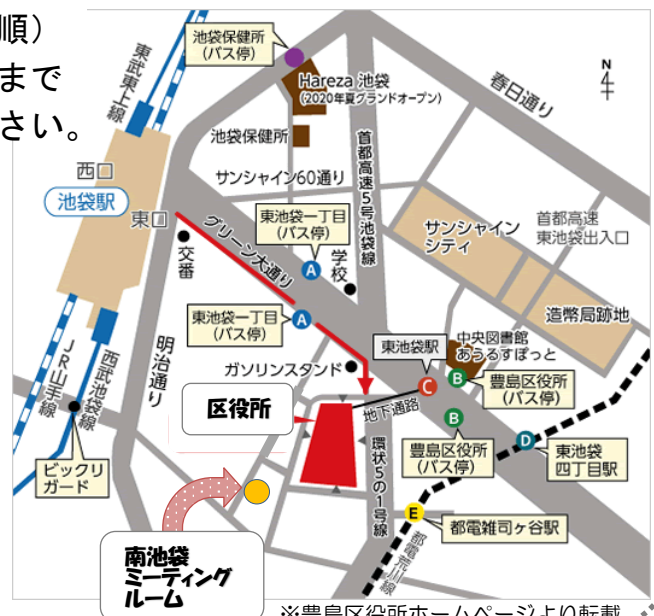 順)
まで
さい。
池袋保健所
(バス停)
N
東武東上線
Hareza 池袋
(2020年夏グランドオープン)
春日通り
池袋保健所
首都高速5号池袋線
西口
サンシャイン60通り
池袋駅
東口
東池袋一丁目
(バス停)
サンシャイン
シティ
首都高速
東池袋出入口
グリーン大通り
交番
A
学校
造幣局跡地
東池袋一丁目
(バス停)
A
中央図書館
あうるすぽっと
東池袋駅
JR山手線
西武池袋線
明治通り
ガソリンスタンド
C
B
豊島区役所
(バス停)
区役所
地下通路
B
豊島区役所
(バス停)
D
東池袋
四丁目駅
ビックリ
ガード
環状5の1号線
E
都電雑司ヶ谷駅
都電荒川線
南池袋
ミーティング
ルーム
※豊島区役所ホームページより転載